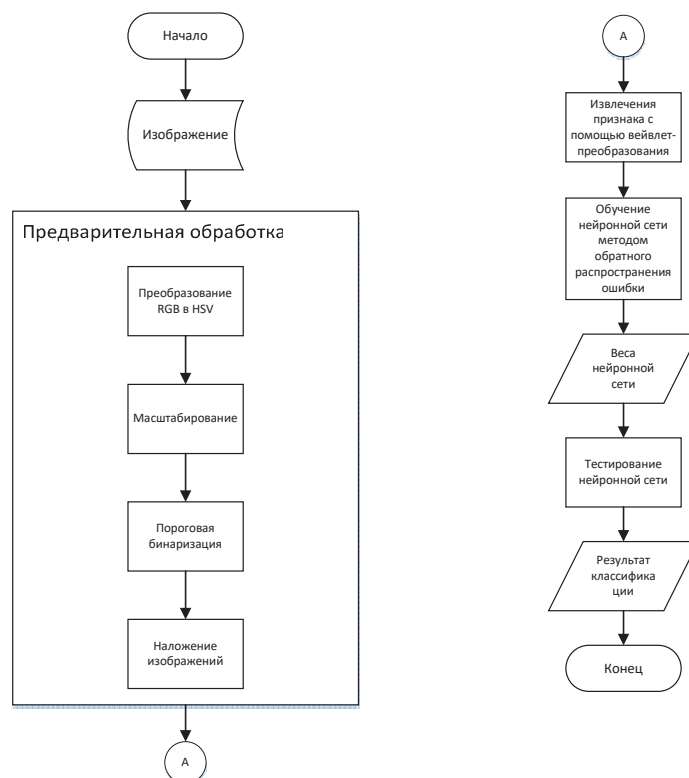 Начало
Изображение
Предварительная обработка
Преобразование
RGB в HSV
Масштабирование
Пороговая
бинаризация
Наложение
изображений
А
А
Извлечения
признака с
помощью вейвлет-
преобразования
Обучение
нейронной сети
методом
обратного
распространения
ошибки
Веса
нейронной
сети
Тестирование
нейронной сети
Результат
классифика
ции
Конец